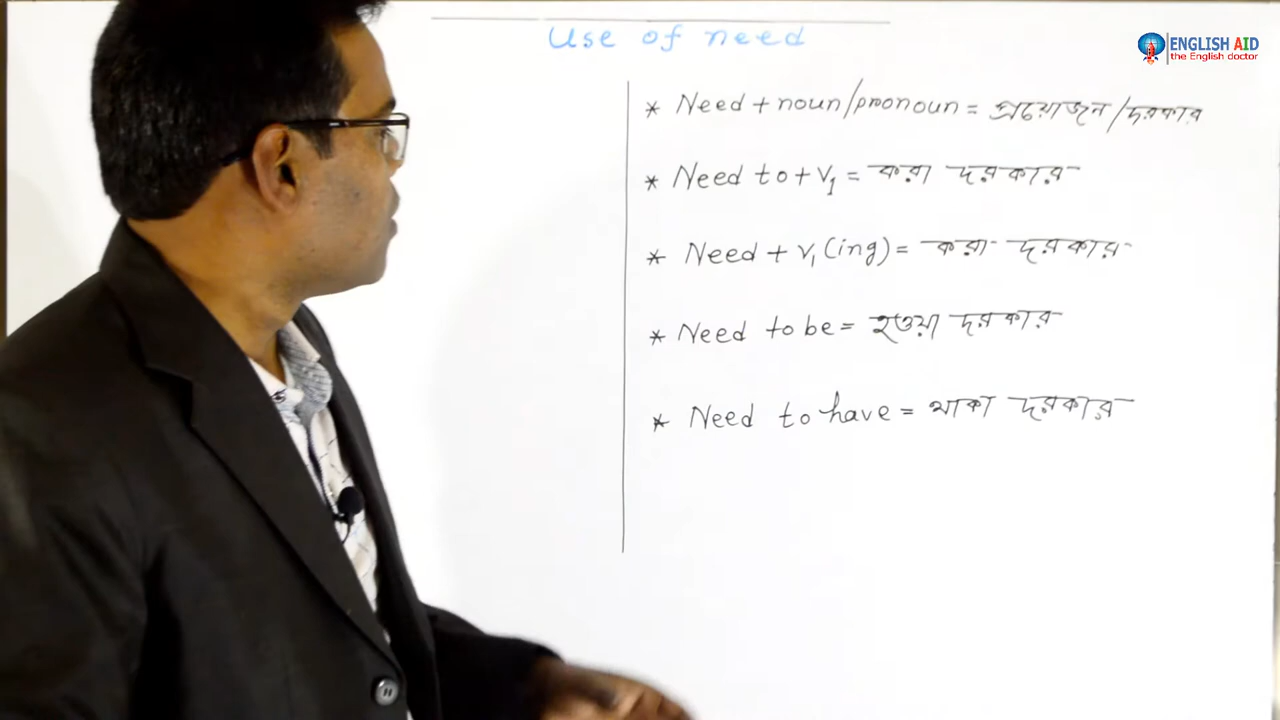 Use of need
ENGLISH AID
the English doctor
* Need + noun/pronoun = প্রয়োজন/দরকার
* Need to + v1 = করা দরকার
* Need + v1 (ing) = করা দরকার
* Need to be = হওয়া দরকার
* Need to have = থাকা দরকার